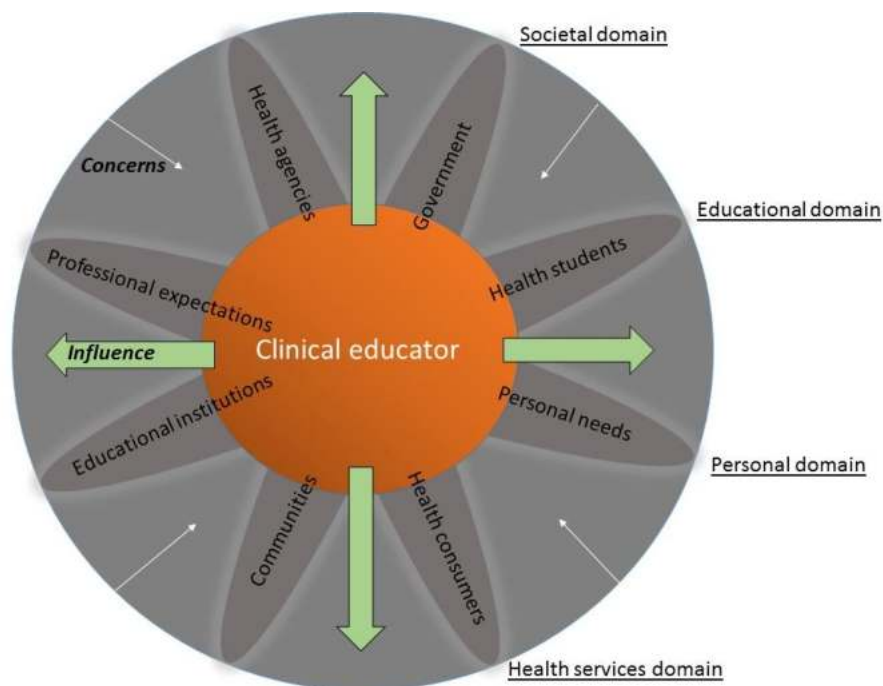 Societal domain
Health agencies
Government
Concerns
Educational domain
Professional expectations
Health students
Influence
Clinical educator
Educational institutions
Personal needs
Personal domain
Communities
Health consumers
Health services domain